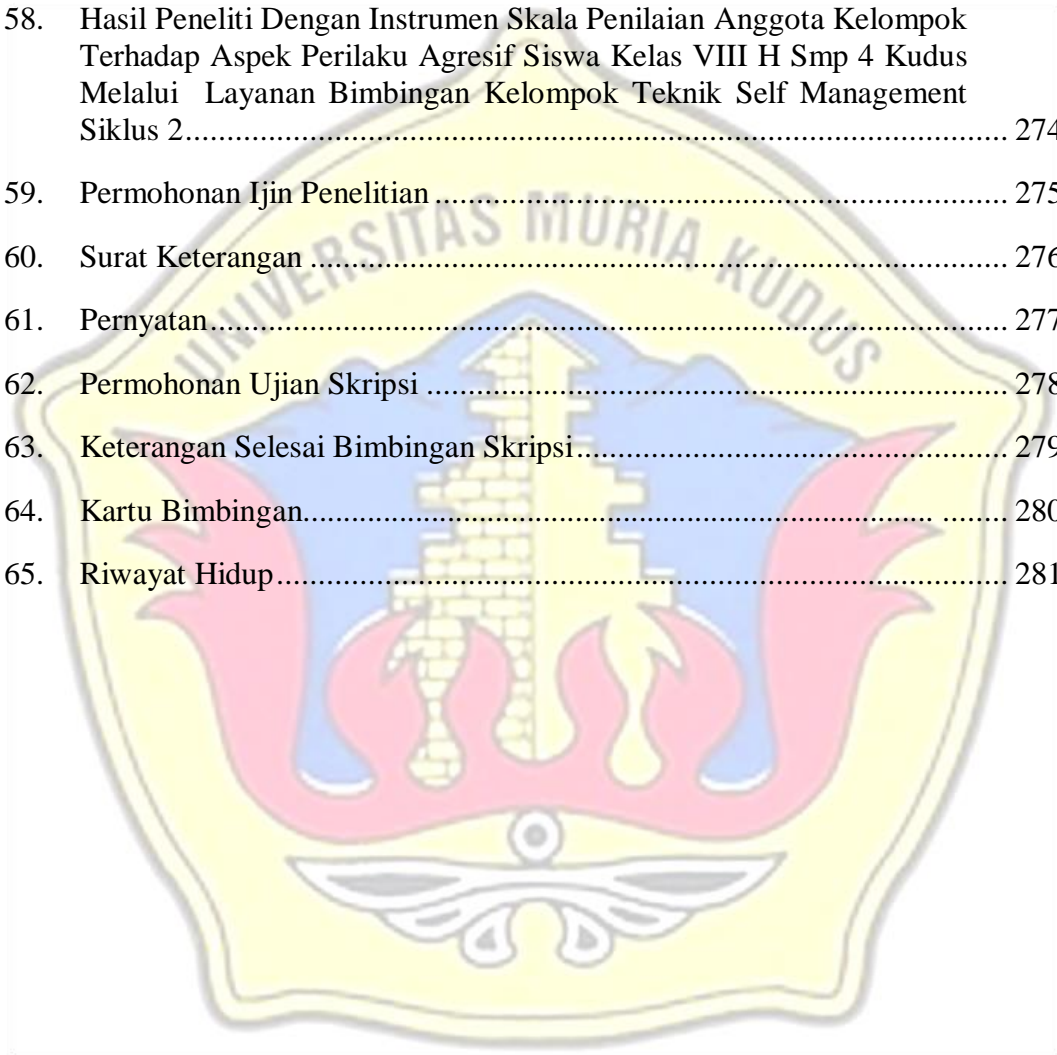 58. Hasil Peneliti Dengan Instrumen Skala Penilaian Anggota Kelompok
Terhadap Aspek Perilaku Agresif Siswa Kelas VIII H Smp 4 Kudus
Melalui Layanan Bimbingan Kelompok Teknik Self Management
Siklus 2.................................................................................... 274
59. Permohonan Ijin Penelitian .......................................................... 275
60. Surat Keterangan ....................................................................... 276
61. Pernyatan.................................................................................. 277
62. Permohonan Ujian Skripsi ........................................................... 278
63. Keterangan Selesai Bimbingan Skripsi............................................ 279
64. Kartu Bimbingan................................................................ ........ 280
65. Riwayat Hidup........................................................................... 281
UNIVERSITAS MURIA KUDUS